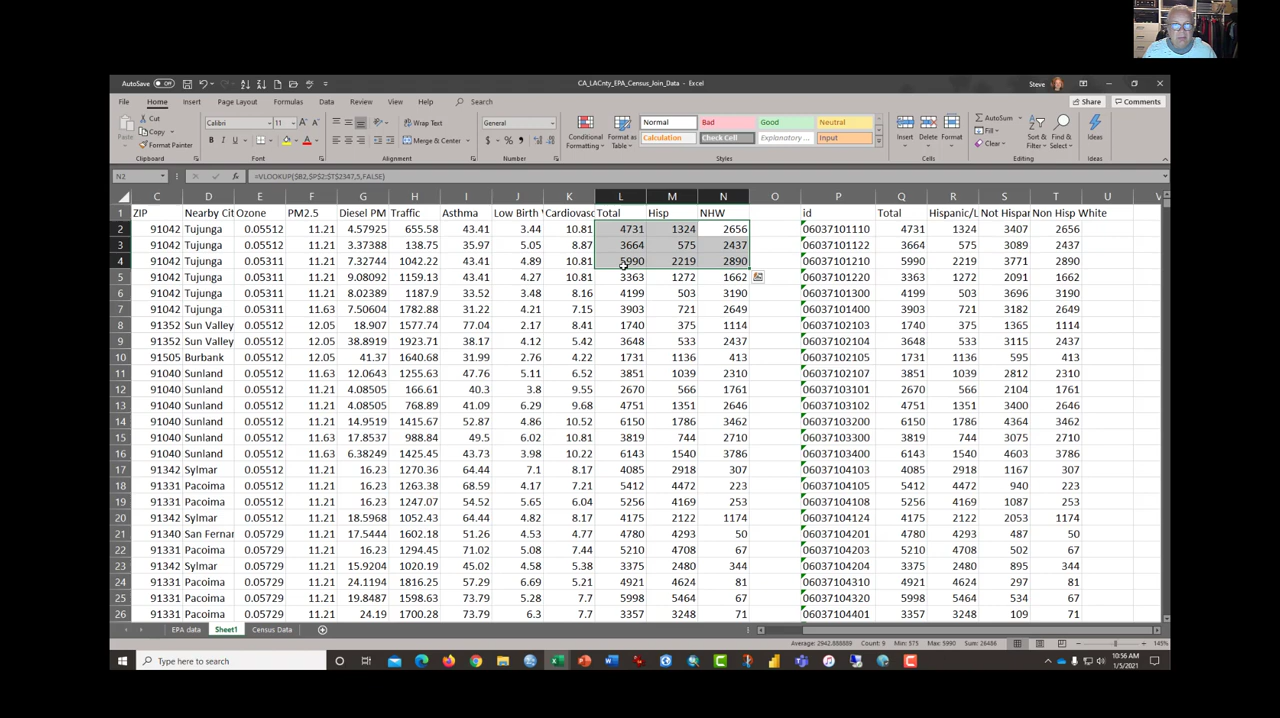 AutoSave Off CA_LACnty_EPA_Census_Join_Data - Excel Steve
File Home Insert Page Layout Formulas Data Review View Help Search Share Comments
Paste Cut Copy Format Painter Calibri 11 B I U A Wrap Text Merge & Center General $ % , Conditional Formatting Format as Table Normal Bad Good Neutral Calculation Check Cell Explanatory ... Input Insert Delete Format AutoSum Fill Clear Sort & Filter Find & Select Ideas
Clipboard Font Alignment Number Styles Cells Editing Ideas
N2 =VLOOKUP($B2,$P$2:$T$2347,5,FALSE)
C D E F G H I J K L M N O P Q R S T U V
1 ZIP Nearby Cit Ozone PM2.5 Diesel PM Traffic Asthma Low Birth Cardiovasc Total Hisp NHW id Total Hispanic/L Not Hispar Non Hisp White
2 91042 Tujunga 0.05512 11.21 4.57925 655.58 43.41 3.44 10.81 4731 1324 2656 06037101110 4731 1324 3407 2656
3 91042 Tujunga 0.05512 11.21 3.37388 138.75 35.97 5.05 8.87 3664 575 2437 06037101122 3664 575 3089 2437
4 91042 Tujunga 0.05311 11.21 7.32744 1042.22 43.41 4.89 10.81 5990 2219 2890 06037101210 5990 2219 3771 2890
5 91042 Tujunga 0.05311 11.21 9.08092 1159.13 43.41 4.27 10.81 3363 1272 1662 06037101220 3363 1272 2091 1662
6 91042 Tujunga 0.05311 11.21 8.02389 1187.9 33.52 3.48 8.16 4199 503 3190 06037101300 4199 503 3696 3190
7 91042 Tujunga 0.05311 11.63 7.50604 1782.88 31.22 4.21 7.15 3903 721 2649 06037101400 3903 721 3182 2649
8 91352 Sun Valley 12.05 18.907 1577.74 77.04 2.17 8.41 1740 375 1114 06037102103 1740 375 1365 1114
9 91352 Sun Valley 12.05 38.8919 1923.71 38.17 4.12 5.42 3648 533 2437 06037102104 3648 533 3115 2437
10 91505 Burbank 12.05 41.37 1640.68 31.99 2.76 4.22 1731 1136 413 06037102105 1731 1136 595 413
11 91040 Sunland 0.05512 11.21 12.0643 1255.63 47.76 5.11 6.52 3851 1039 2310 06037102107 3851 1039 2812 2310
12 91040 Sunland 0.05512 11.21 4.08505 166.61 40.3 3.8 9.55 2670 566 1761 06037103101 2670 566 2104 1761
13 91040 Sunland 0.05512 11.21 4.08505 768.89 41.09 6.29 9.68 4751 1351 2646 06037103102 4751 1351 3400 2646
14 91040 Sunland 0.05512 11.21 14.9519 1415.67 52.87 4.86 10.52 6150 1786 3462 06037103200 6150 1786 4364 3462
15 91040 Sunland 0.05512 11.63 17.8537 988.84 49.5 6.02 10.81 3819 744 2710 06037103300 3819 744 3075 2710
16 91040 Sunland 0.05512 11.63 6.38249 1425.45 43.73 3.98 10.22 6143 1540 3786 06037103400 6143 1540 4603 3786
17 91342 Sylmar 0.05729 11.21 16.23 1270.36 64.44 7.1 8.17 4085 2918 307 06037104103 4085 2918 1167 307
18 91331 Pacoima 0.05729 11.21 16.23 1263.38 68.59 4.17 7.21 5412 4472 223 06037104105 5412 4472 940 223
19 91331 Pacoima 0.05729 11.21 16.23 1247.07 54.52 5.65 6.04 5256 4169 253 06037104108 5256 4169 1087 253
20 91342 Sylmar 0.05729 11.21 18.5968 1052.43 64.44 4.82 8.17 4175 2122 1174 06037104124 4175 2122 2053 1174
21 91340 San Fernar 0.05729 11.21 17.5444 1602.18 51.26 4.53 4.77 4780 4293 50 06037104201 4780 4293 487 50
22 91331 Pacoima 0.05729 11.21 16.23 1294.45 71.02 5.08 7.44 5210 4708 67 06037104203 5210 4708 502 67
23 91342 Sylmar 0.05729 11.21 15.9204 1020.19 45.02 4.58 5.38 3375 2480 344 06037104204 3375 2480 895 344
24 91331 Pacoima 0.05729 11.21 24.1194 1816.25 57.29 6.69 5.21 4921 4624 81 06037104310 4921 4624 297 81
25 91331 Pacoima 0.05729 11.21 19.8487 1598.63 53.79 5.28 7.7 5998 5464 67 06037104320 5998 5464 534 67
26 91331 Pacoima 0.05729 11.21 24.19 1700.28 73.79 6.3 7.7 3357 3248 71 06037104401 3357 3248 109 71
EPA data Sheet1 Census Data
Average: 2942.888889 Count: 9 Min: 575 Max: 5990 Sum: 26486 145%
Type here to search 10:56 AM
1/5/2021